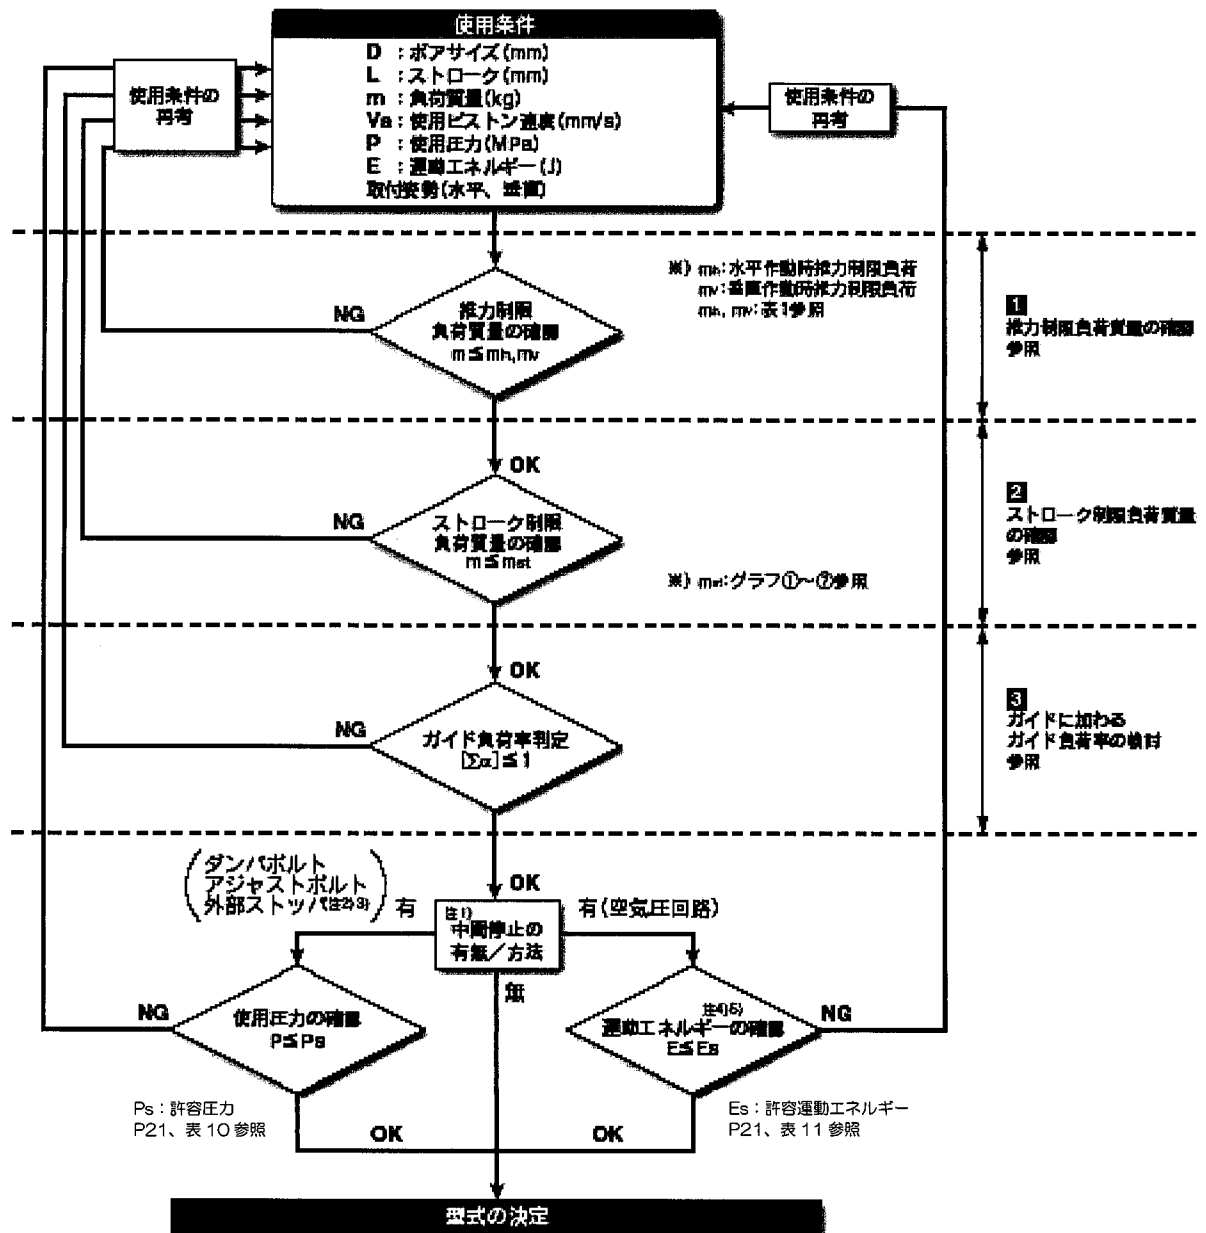 使用条件
D :ボアサイズ(mm)
L :ストローク(mm)
m :負荷質量(kg)
Va:使用ピストン速度(mm/s)
P :使用圧力(MPa)
E :運動エネルギー(J)
取付姿勢(水平、垂直)
使用条件の
再考
使用条件の
再考
※) mh:水平作動時推力制限負荷
mv:垂直作動時推力制限負荷
mh, mv:表1参照
NG
推力制限
負荷質量の確認
m≦mh,mv
1
推力制限負荷質量の確認
参照
OK
NG
ストローク制限
負荷質量の確認
m≦mst
※) mst:グラフ①～⑦参照
2
ストローク制限負荷質量
の確認
参照
OK
NG
ガイド負荷率判定
[Σα]≦1
3
ガイドに加わる
ガイド負荷率の検討
参照
OK
ダンパボルト
アジャストボルト
外部ストッパ注2)3)
有
注1)
中間停止の
有無/方法
有(空気圧回路)
無
NG
使用圧力の確認
P≦Ps
注4)5)
運動エネルギーの確認
E≦Es
NG
Ps:許容圧力
P21、表10参照
OK
OK
Es:許容運動エネルギー
P21、表11参照
型式の決定